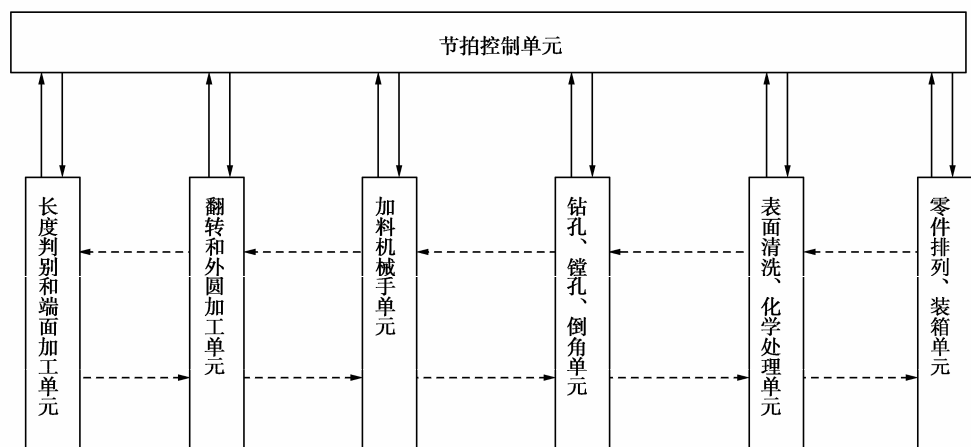 节拍控制单元
长度判别和端面加工单元
翻转和外圆加工单元
加料机械手单元
钻孔、镗孔、倒角单元
表面清洗、化学处理单元
零件排列、装箱单元